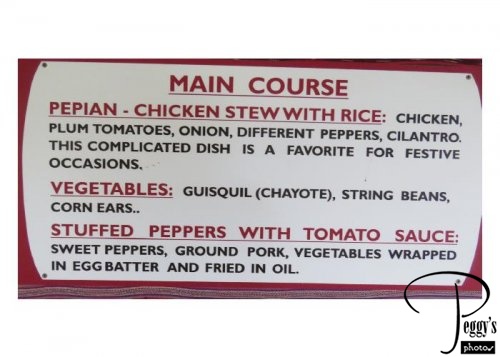 MAIN COURSE
PEPIAN - CHICKEN STEW WITH RICE: CHICKEN,
PLUM TOMATOES, ONION, DIFFERENT PEPPERS, CILANTRO.
THIS COMPLICATED DISH IS A FAVORITE FOR FESTIVE
OCCASIONS.
VEGETABLES: GUISQUIL (CHAYOTE), STRING BEANS,
CORN EARS..
STUFFED PEPPERS WITH TOMATO SAUCE:
SWEET PEPPERS, GROUND PORK, VEGETABLES WRAPPED
IN EGG BATTER AND FRIED IN OIL.
Peggy's
photos